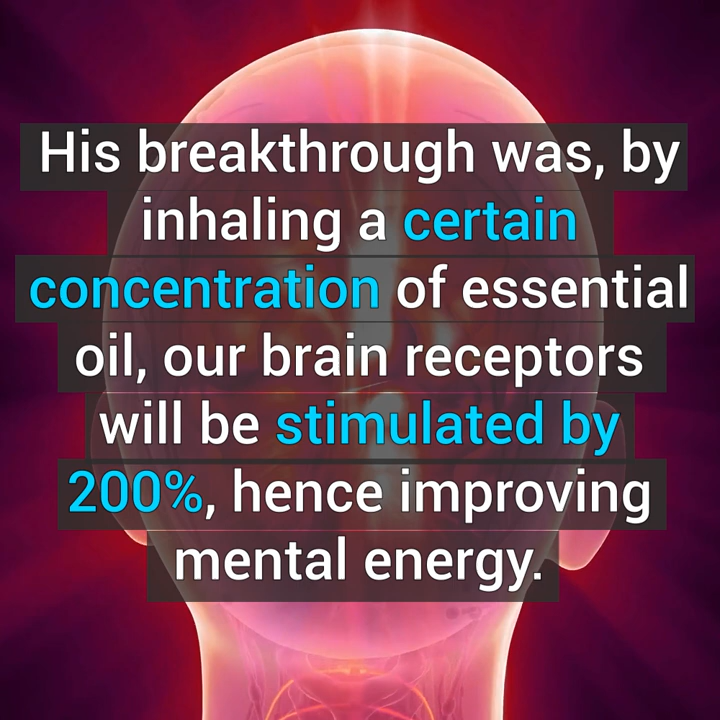 His breakthrough was, by
inhaling a certain
concentration of essential
oil, our brain receptors
will be stimulated by
200%, hence improving
mental energy.